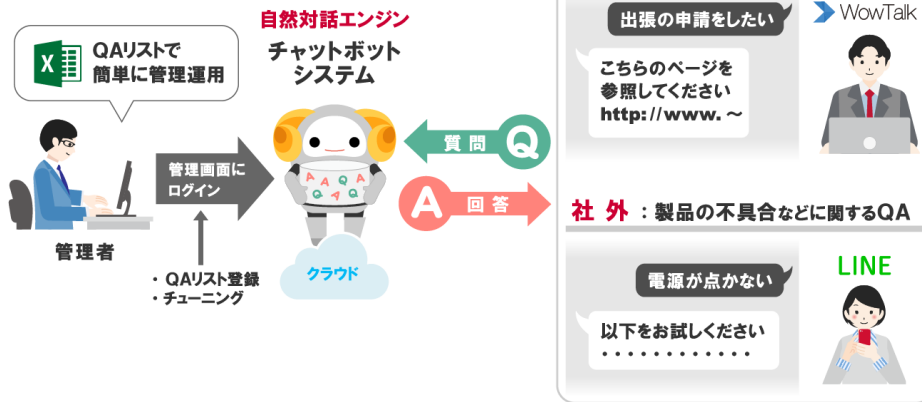 QAリストで
簡単に管理運用
管理者
管理画面に
ログイン
・QAリスト登録
・チューニング
自然対話エンジン
チャットボット
システム
A A Q A
A Q A
クラウド
質問 Q
A 回答
出張の申請をしたい
WowTalk
こちらのページを
参照してください
http://www.～
社外：製品の不具合などに関するQA
電源が点かない
LINE
以下をお試しください
・・・・・・・・・・・・